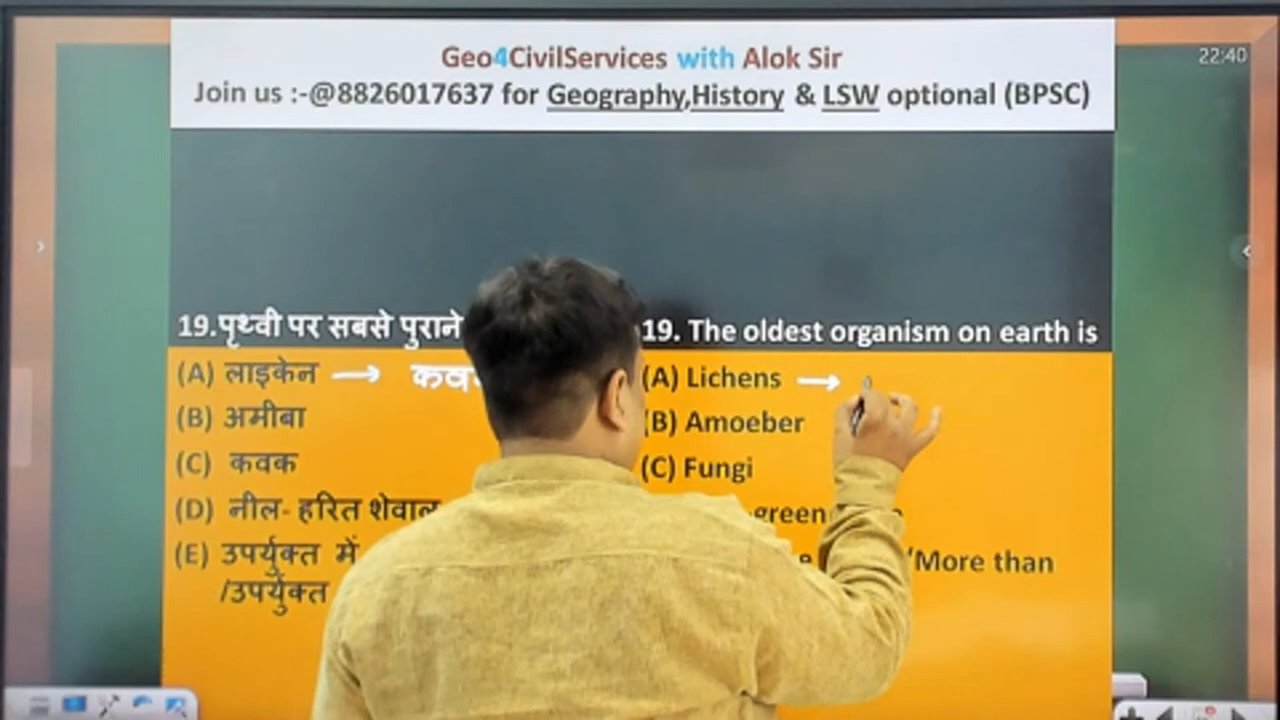 Geo4CivilServices with Alok Sir
Join us :-@8826017637 for Geography,History & LSW optional (BPSC)
22:40
19.पृथ्वी पर सबसे पुराने
(A) लाइकेन → कव
(B) अमीबा
(C) कवक
(D) नील- हरित शेवाल
(E) उपर्युक्त में
/उपर्युक्त
19. The oldest organism on earth is
(A) Lichens →
(B) Amoeber
(C) Fungi
-green
‘More than